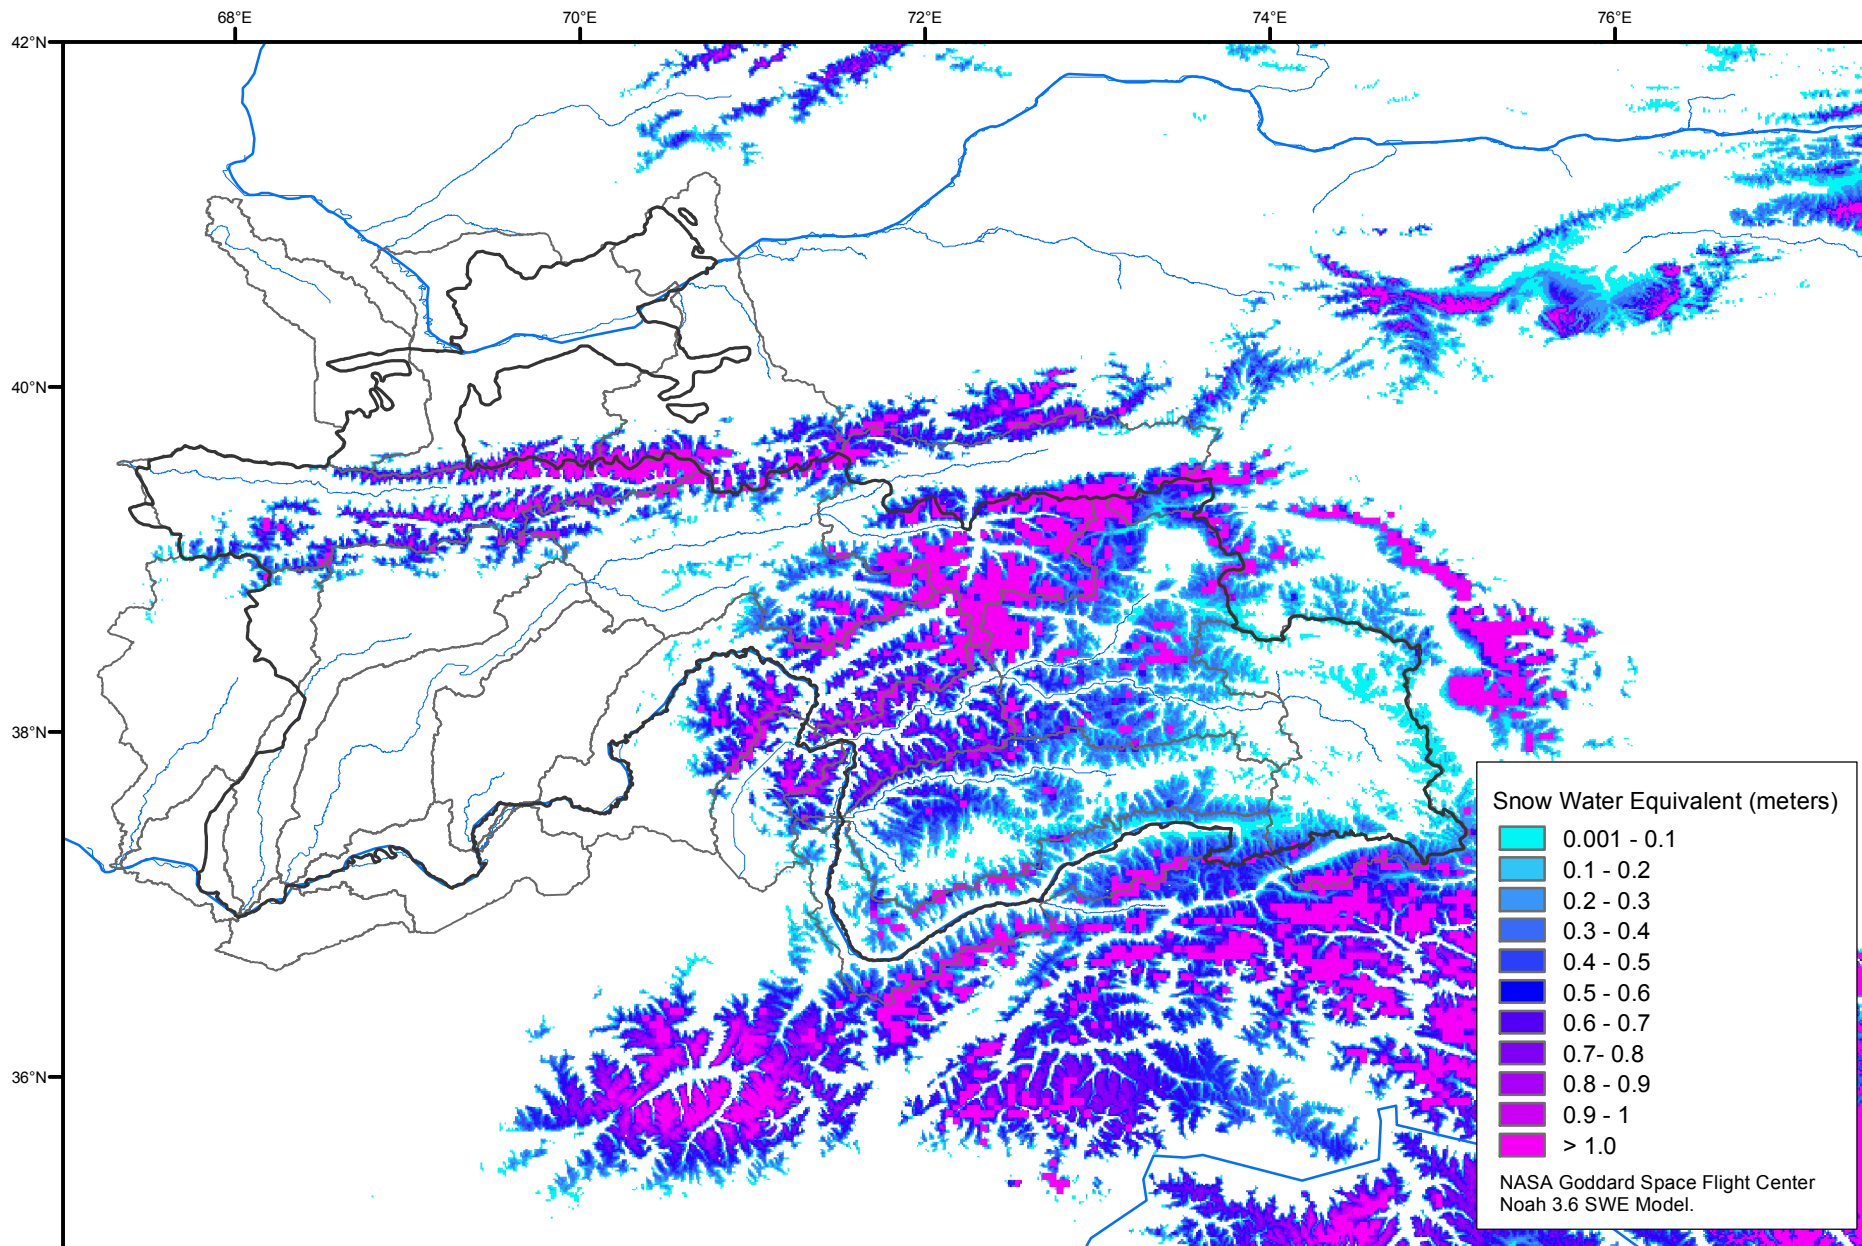 68°E 70°E 72°E 74°E 76°E
42°N
40°N
38°N
36°N
Snow Water Equivalent (meters)
0.001 - 0.1
0.1 - 0.2
0.2 - 0.3
0.3 - 0.4
0.4 - 0.5
0.5 - 0.6
0.6 - 0.7
0.7- 0.8
0.8 - 0.9
0.9 - 1
> 1.0
NASA Goddard Space Flight Center
Noah 3.6 SWE Model.